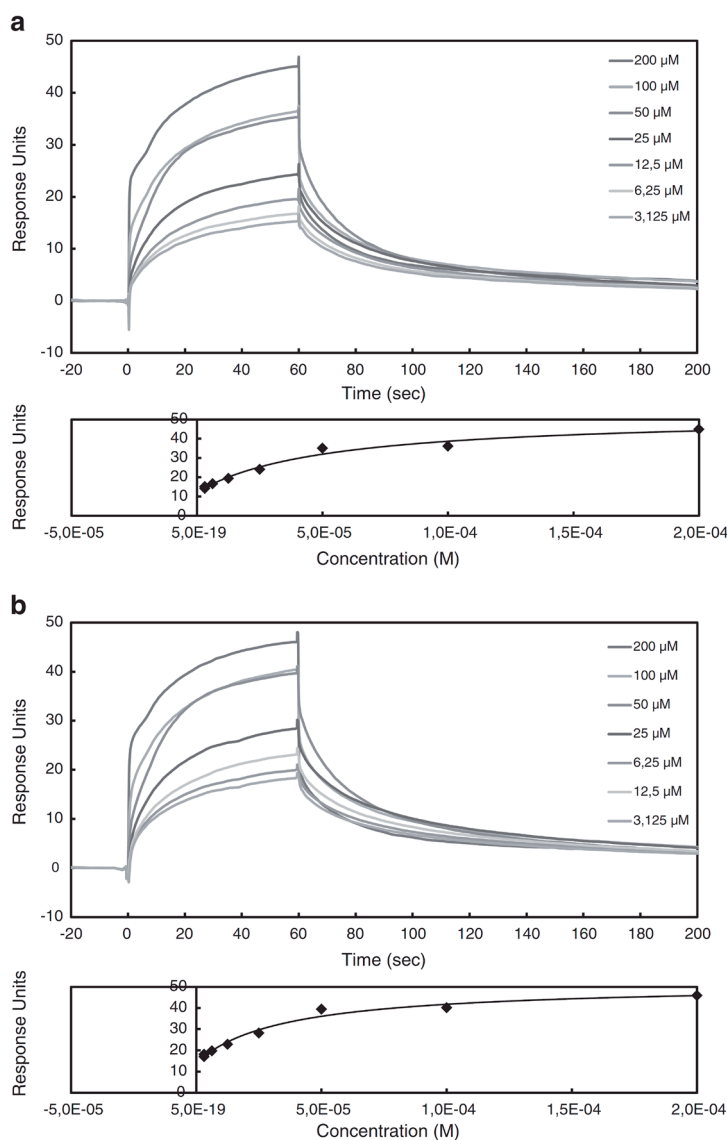 a
50
40
30
20
10
0
-10
Response Units
200 µM
100 µM
50 µM
25 µM
12,5 µM
6,25 µM
3,125 µM
-20 0 20 40 60 80 100 120 140 160 180 200
Time (sec)
50
40
30
20
10
0
Response Units
-5,0E-05 5,0E-19 5,0E-05 1,0E-04 1,5E-04 2,0E-04
Concentration (M)
b
50
40
30
20
10
0
-10
Response Units
200 µM
100 µM
50 µM
25 µM
6,25 µM
12,5 µM
3,125 µM
-20 0 20 40 60 80 100 120 140 160 180 200
Time (sec)
50
40
30
20
10
0
Response Units
-5,0E-05 5,0E-19 5,0E-05 1,0E-04 1,5E-04 2,0E-04
Concentration (M)